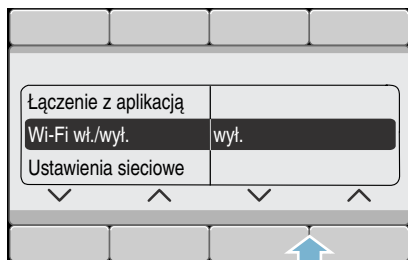 Łączenie z aplikacją
Wi-Fi wł./wył. wył.
Ustawienia sieciowe